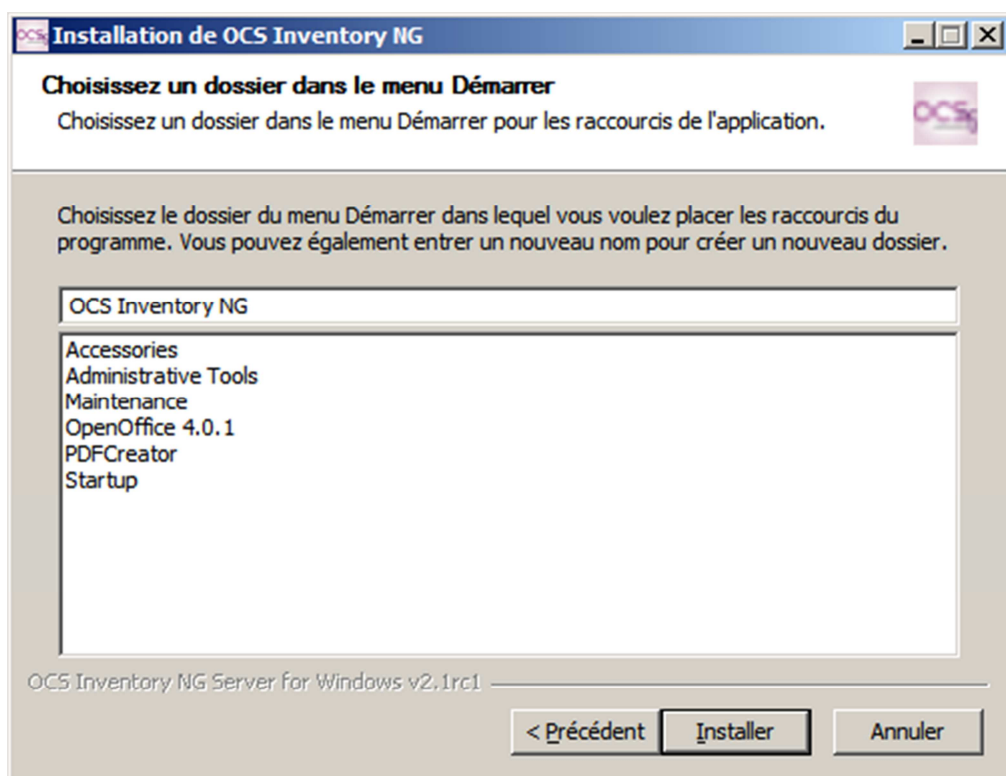 OCS
Installation de OCS Inventory NG
Choisissez un dossier dans le menu Démarrer
Choisissez un dossier dans le menu Démarrer pour les raccourcis de l'application.
OCSng
Choisissez le dossier du menu Démarrer dans lequel vous voulez placer les raccourcis du
programme. Vous pouvez également entrer un nouveau nom pour créer un nouveau dossier.
OCS Inventory NG
Accessories
Administrative Tools
Maintenance
OpenOffice 4.0.1
PDFCreator
Startup
OCS Inventory NG Server for Windows v2.1rc1
< Précédent
Installer
Annuler